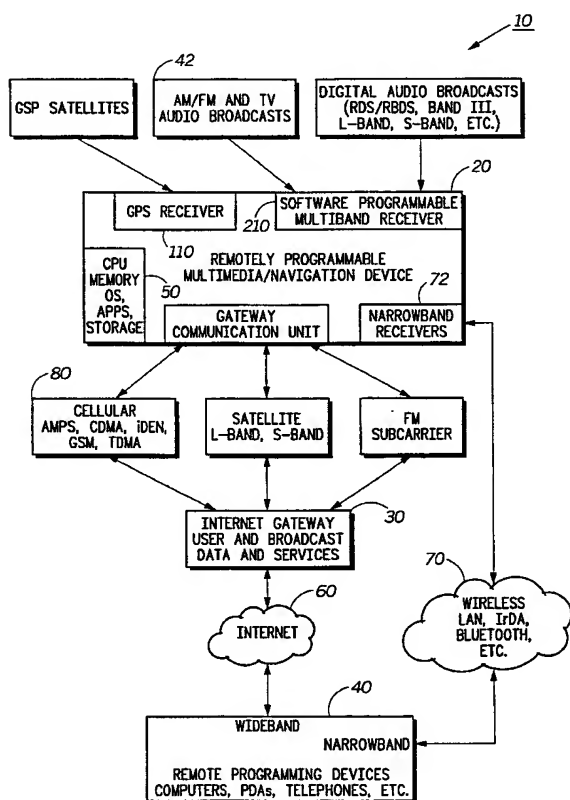 10
42
GSP SATELLITES
AM/FM AND TV
AUDIO BROADCASTS
DIGITAL AUDIO BROADCASTS
(RDS/RBDS, BAND III,
L-BAND, S-BAND, ETC.)
20
GPS RECEIVER
210
SOFTWARE PROGRAMMABLE
MULTIBAND RECEIVER
110
REMOTELY PROGRAMMABLE
MULTIMEDIA/NAVIGATION DEVICE
CPU
MEMORY
OS,
APPS,
STORAGE
50
72
GATEWAY
COMMUNICATION UNIT
NARROWBAND
RECEIVERS
80
CELLULAR
AMPS, CDMA, iDEN,
GSM, TDMA
SATELLITE
L-BAND, S-BAND
FM
SUBCARRIER
30
INTERNET GATEWAY
USER AND BROADCAST
DATA AND SERVICES
60
INTERNET
70
WIRELESS
LAN, IrDA,
BLUETOOTH,
ETC.
40
WIDEBAND
NARROWBAND
REMOTE PROGRAMMING DEVICES
COMPUTERS, PDAs, TELEPHONES, ETC.